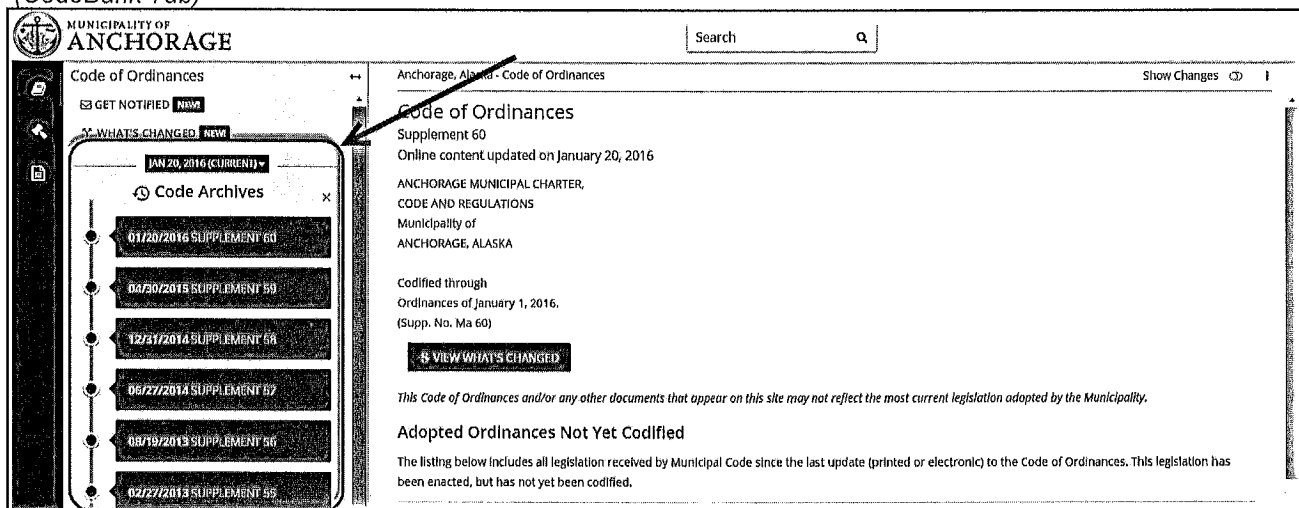 (CodeBank Tab)
MUNICIPALITY OF
ANCHORAGE
Search
Code of Ordinances
GET NOTIFIED NEW!
WHAT'S CHANGED NEW!
JAN 20, 2016 (CURRENT)
Code Archives
01/20/2016 SUPPLEMENT 60
04/30/2015 SUPPLEMENT 59
12/31/2014 SUPPLEMENT 58
06/27/2014 SUPPLEMENT 57
08/19/2013 SUPPLEMENT 56
02/27/2013 SUPPLEMENT 55
Anchorage, Alaska - Code of Ordinances
Show Changes
Code of Ordinances
Supplement 60
Online content updated on January 20, 2016
ANCHORAGE MUNICIPAL CHARTER,
CODE AND REGULATIONS
Municipality of
ANCHORAGE, ALASKA
Codified through
Ordinances of January 1, 2016.
(Supp. No. Ma 60)
VIEW WHAT'S CHANGED
This Code of Ordinances and/or any other documents that appear on this site may not reflect the most current legislation adopted by the Municipality.
Adopted Ordinances Not Yet Codified
The listing below includes all legislation received by Municipal Code since the last update (printed or electronic) to the Code of Ordinances. This legislation has
been enacted, but has not yet been codified.